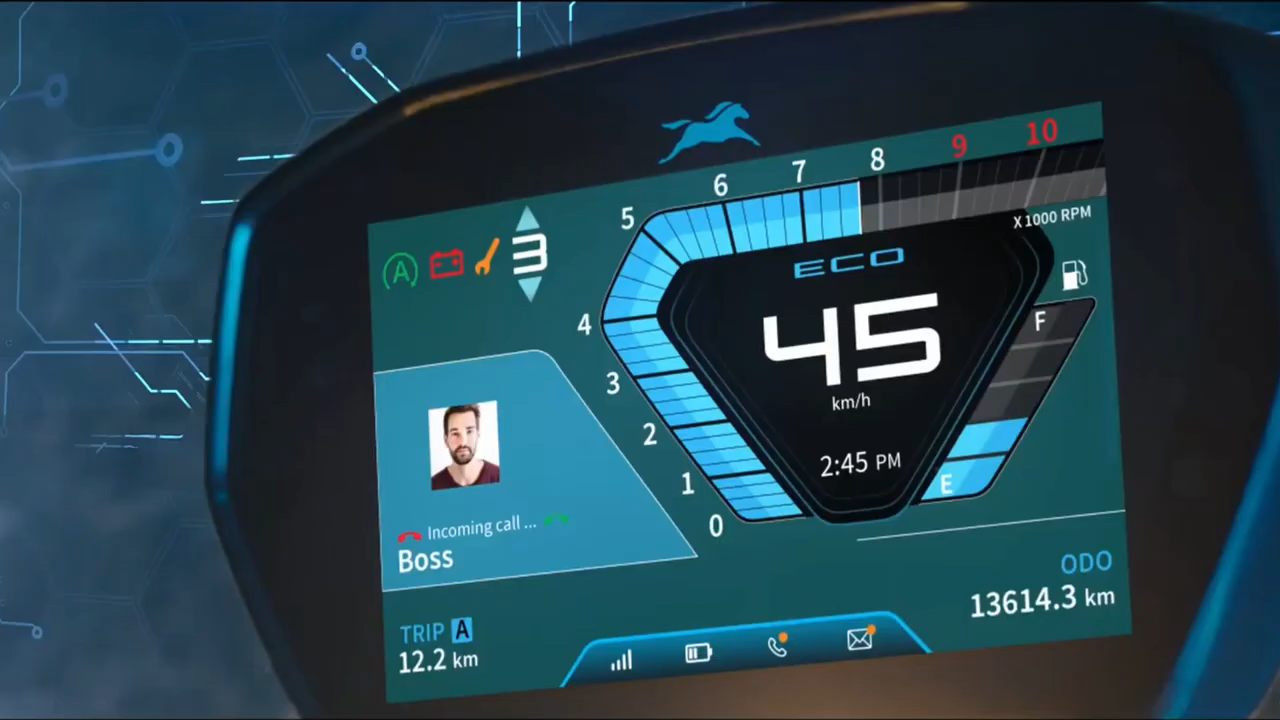 5 6 7 8 9 10
X1000 RPM
A
3
ECO
4
45
F
3
km/h
2
2:45 PM
1
E
0
Incoming call ...
Boss
ODO
13614.3 km
TRIP A
12.2 km